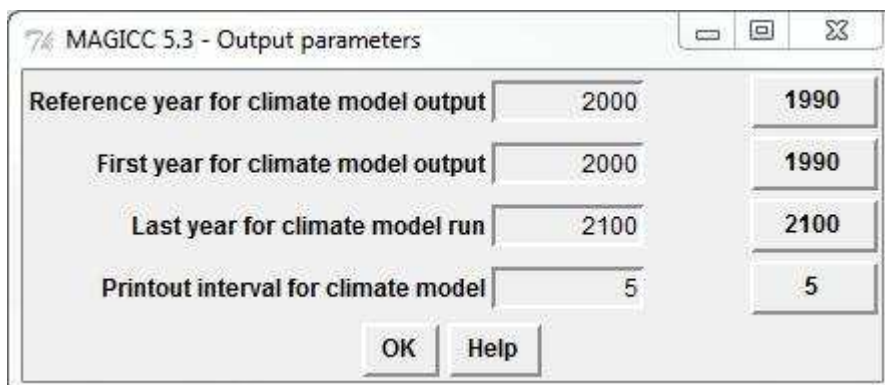 MAGICC 5.3 - Output parameters
Reference year for climate model output 2000 1990
First year for climate model output 2000 1990
Last year for climate model run 2100 2100
Printout interval for climate model 5 5
OK Help